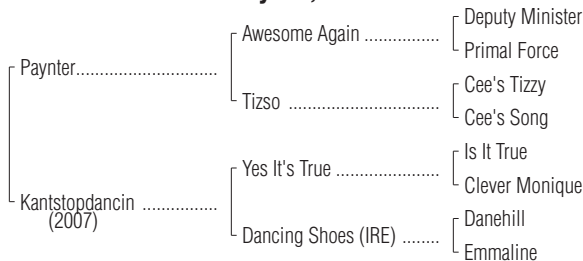 Deputy Minister
Awesome Again ................
Primal Force
Paynter..............................
Cee's Tizzy
Tizso ................................
Cee's Song
Is It True
Yes It's True ...................
Clever Monique
Kantstopdancin ................
(2007)
Danehill
Dancing Shoes (IRE) ........
Emmaline